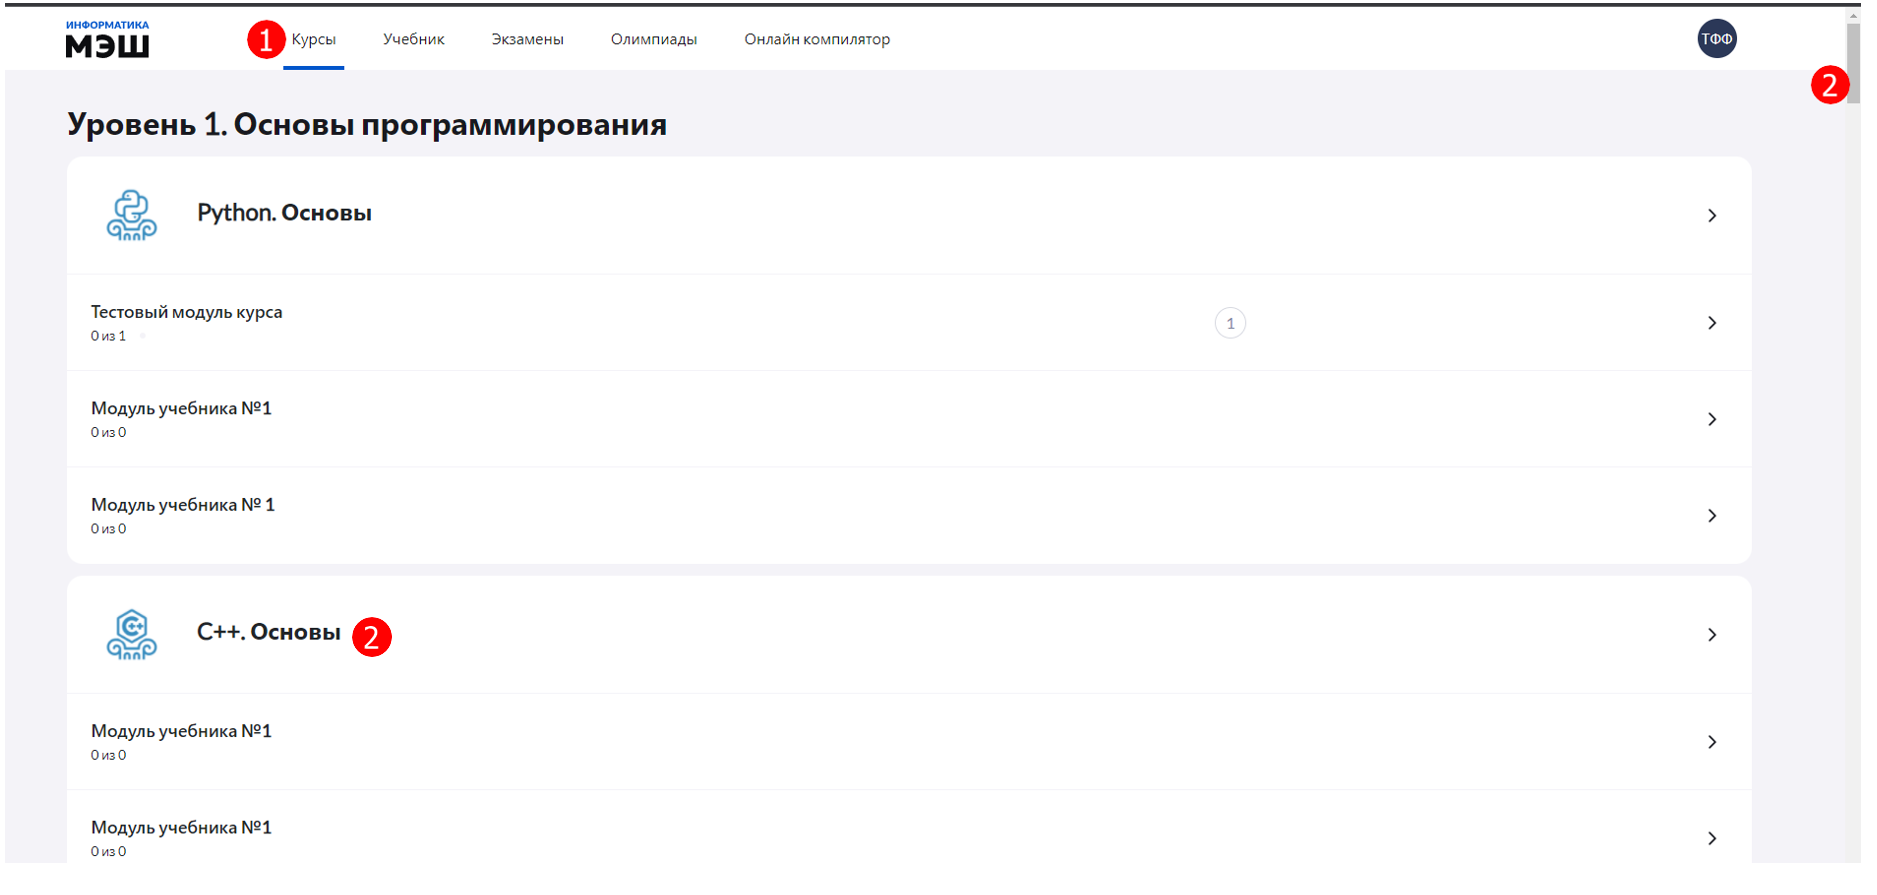 ИНФОРМАТИКА
МЭШ
1 Курсы Учебник Экзамены Олимпиады Онлайн компилятор ТФФ
2
Уровень 1. Основы программирования
Python. Основы
Тестовый модуль курса
0 из 1
1
Модуль учебника №1
0 из 0
Модуль учебника № 1
0 из 0
C++. Основы 2
Модуль учебника №1
0 из 0
Модуль учебника №1
0 из 0